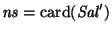 ns = card(Sal′)